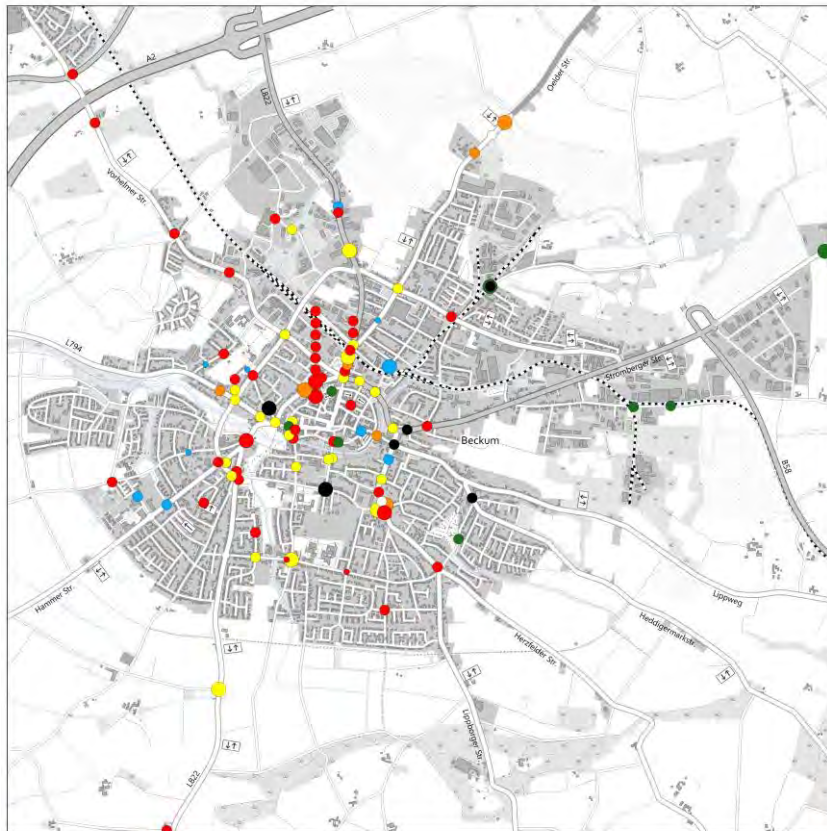 A2
L822
Oelder Str.
Vorhelmer Str.
L794
Stromberger Str.
Beckum
B58
Hammer Str.
Lippweg
Heddigermarkstr.
Herzfelder Str.
Lippborger Str.
L822